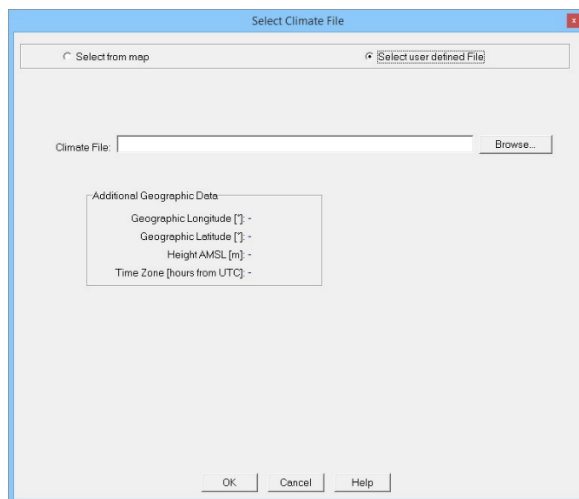 Select Climate File
x
Select from map Select user defined File
Climate File: Browse...
Additional Geographic Data
Geographic Longitude [°]: -
Geographic Latitude [°]: -
Height AMSL [m]: -
Time Zone [hours from UTC]: -
OK Cancel Help